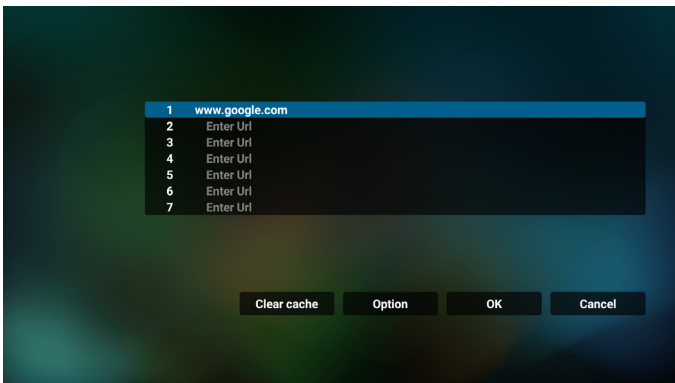 1 www.google.com
2 Enter Url
3 Enter Url
4 Enter Url
5 Enter Url
6 Enter Url
7 Enter Url
Clear cache Option OK Cancel